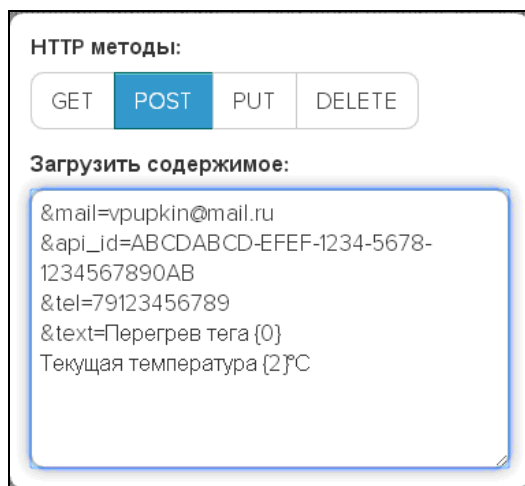 HTTP методы:
GET POST PUT DELETE
Загрузить содержимое:
&mail=vpupkin@mail.ru
&api_id=ABCDABCD-EFEF-1234-5678-
1234567890AB
&tel=79123456789
&text=Перегрев тега {0}
Текущая температура {2}°C